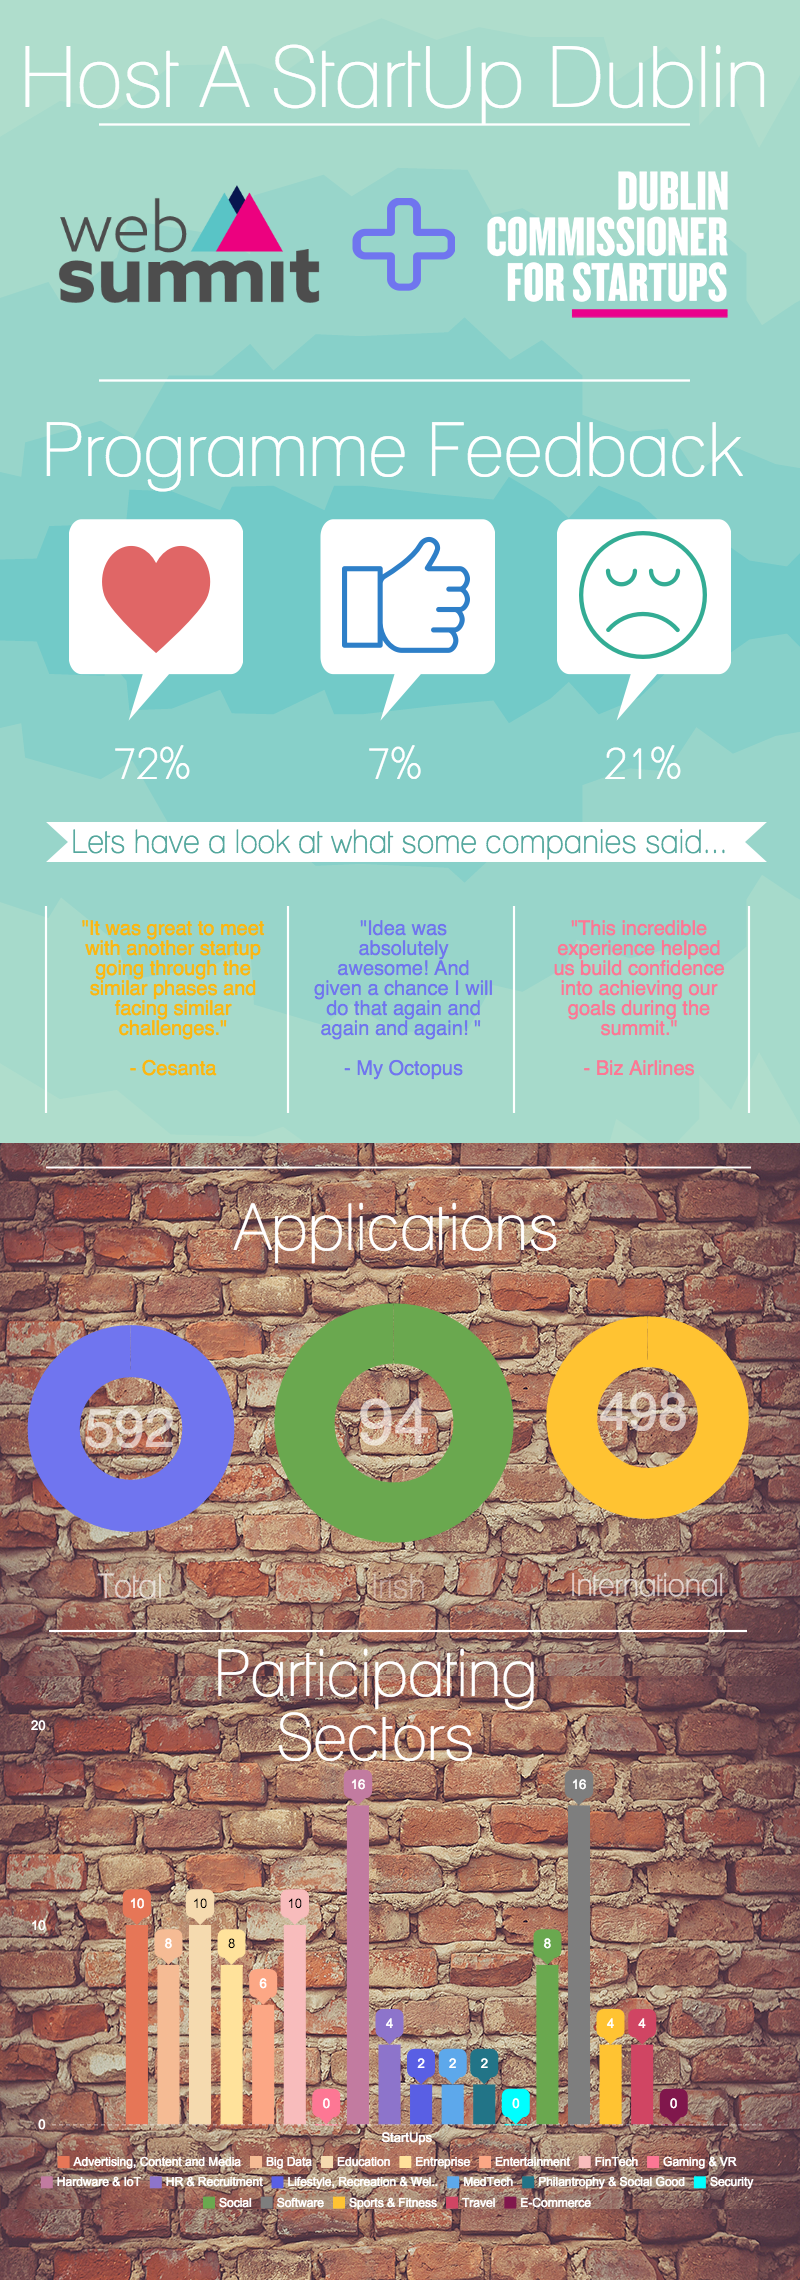 Host A StartUp Dublin
web
summit
DUBLIN
COMMISSIONER
FOR STARTUPS
Programme Feedback
72%
7%
21%
Lets have a look at what some companies said...
"It was great to meet
with another startup
going through the
similar phases and
facing similar
challenges."
- Cesanta
"Idea was
absolutely
awesome! And
given a chance I will
do that again and
again and again! "
- My Octopus
"This incredible
experience helped
us build confidence
into achieving our
goals during the
summit."
- Biz Airlines
Applications
592
94
498
Total
Irish
International
Participating
Sectors
20
10
0
10
8
10
8
6
10
0
16
4
2
2
2
0
8
16
4
4
0
StartUps
Advertising, Content and Media Big Data Education Entreprise Entertainment FinTech Gaming & VR
Hardware & IoT HR & Recruitment Lifestyle, Recreation & Wel.. MedTech Philantrophy & Social Good Security
Social Software Sports & Fitness Travel E-Commerce